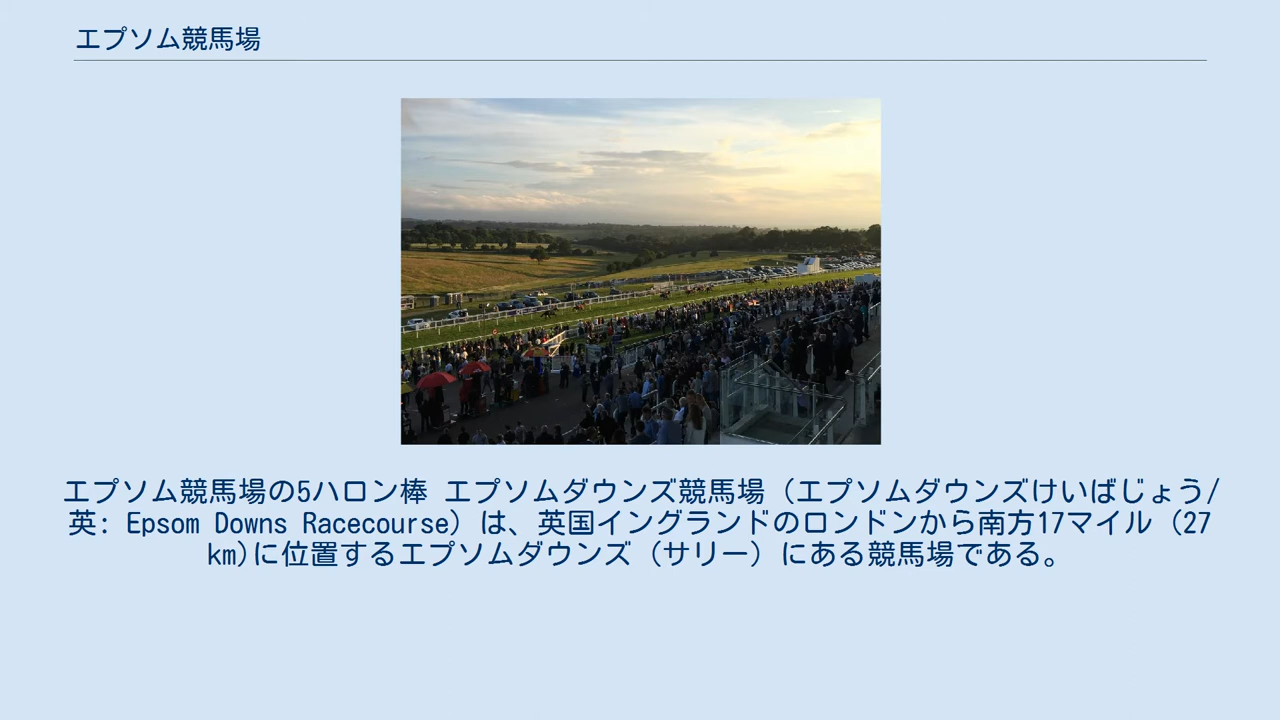 エプソム競馬場
エプソム競馬場の5ハロン棒 エプソムダウンズ競馬場（エプソムダウンズけいばじょう/
英: Epsom Downs Racecourse）は、英国イングランドのロンドンから南方17マイル（27
km)に位置するエプソムダウンズ（サリー）にある競馬場である。